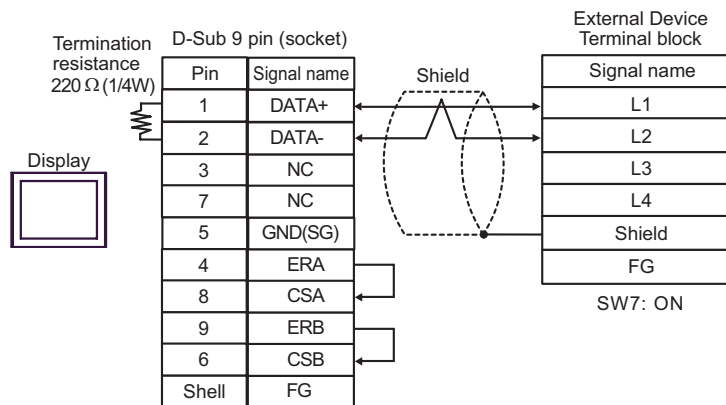 External Device
Terminal block
Termination
resistance
220 Ω (1/4W)
D-Sub 9 pin (socket)
Pin Signal name
Shield
Signal name
1 DATA+
L1
2 DATA-
L2
Display
3 NC
L3
7 NC
L4
5 GND(SG)
Shield
4 ERA
FG
8 CSA
SW7: ON
9 ERB
6 CSB
Shell FG